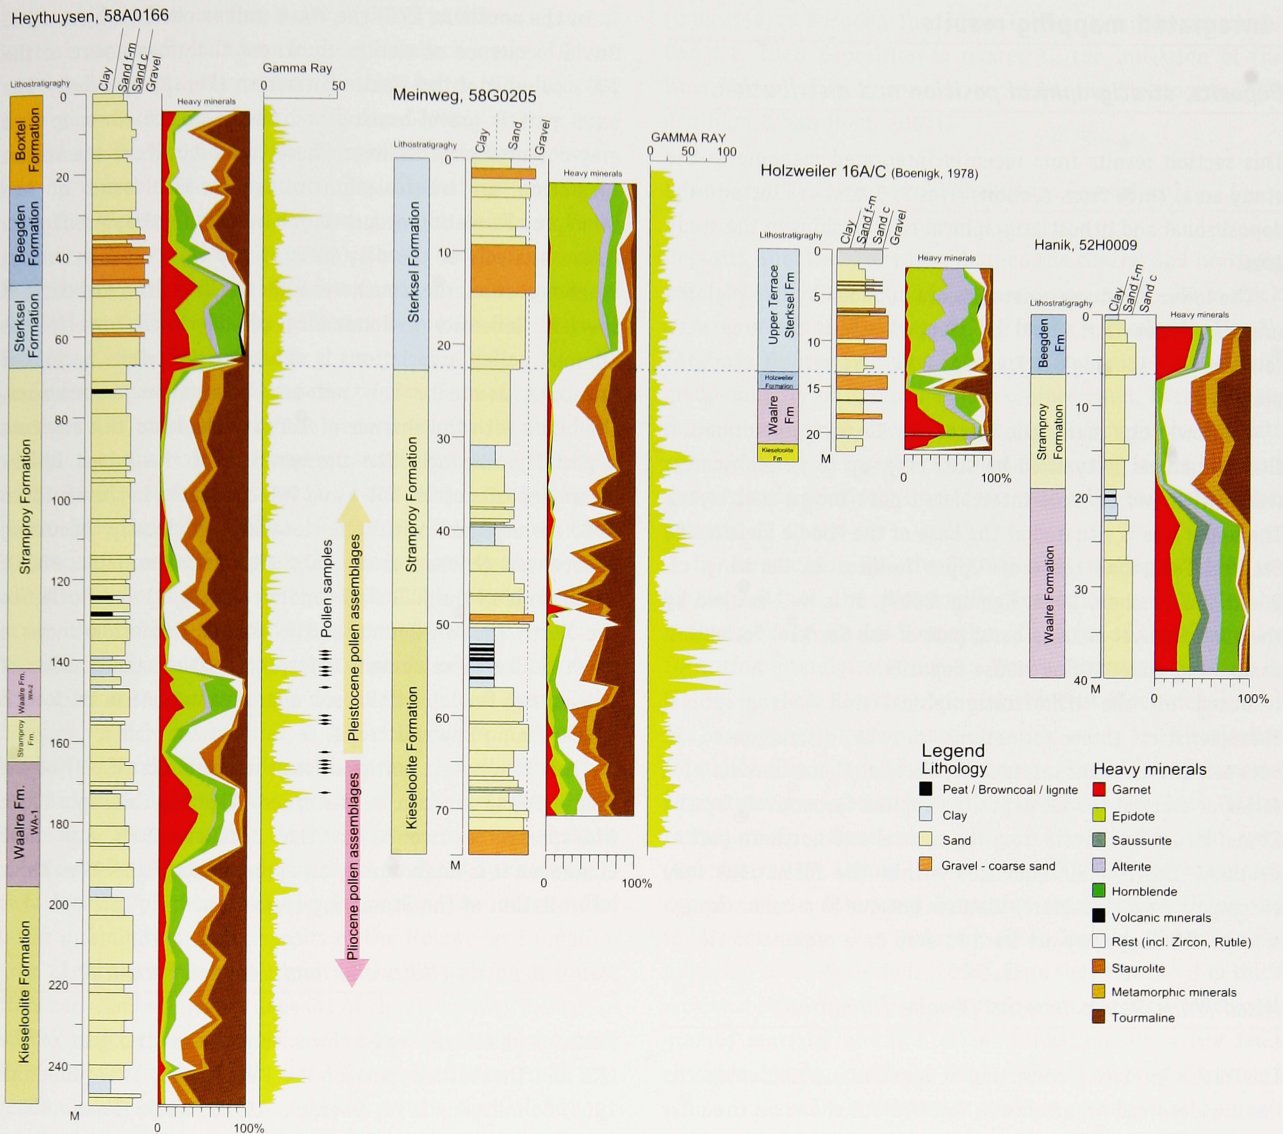 Heythuysen, 58A0166
Lithostratigraphy
Clay
Sand f-m
Sand c
Gravel
Heavy minerals
Gamma Ray
0 50
0
20
40
60
80
100
120
140
160
180
200
220
240
M
0 100%
Boxtel Formation
Beegden Formation
Sterksel Formation
Stramproy Formation
Waalre Fm.
WA-2
Stramproy Fm.
Waalre Fm.
WA-1
Kieseloolite Formation
Pollen samples
Pleistocene pollen assemblages
Pliocene pollen assemblages
Meinweg, 58G0205
Lithostratigraghy
Clay
Sand
Gravel
Heavy minerals
GAMMA RAY
0 50 100
0
10
20
30
40
50
60
70
M
0 100%
Sterksel Formation
Stramproy Formation
Kieseloolite Formation
Holzweiler 16A/C (Boenigk, 1978)
Lithostratigraghy
Clay
Sand f-m
Sand c
Gravel
Heavy minerals
0
5
10
15
20
M
0 100%
Upper Terrace
Sterksel Fm
Holzweiler
Formation
Waalre
Fm
Kieseloolite
Fm
Hanik, 52H0009
Lithostratigraghy
Clay
Sand f-m
Sand c
Heavy minerals
0
10
20
30
40
M
0 100%
Beegden
Fm
Stramproy
Formation
Waalre Formation
Legend
Lithology
Peat / Browncoal / lignite
Clay
Sand
Gravel - coarse sand
Heavy minerals
Garnet
Epidote
Saussurite
Alterite
Hornblende
Volcanic minerals
Rest (incl. Zircon, Rutile)
Staurolite
Metamorphic minerals
Tourmaline